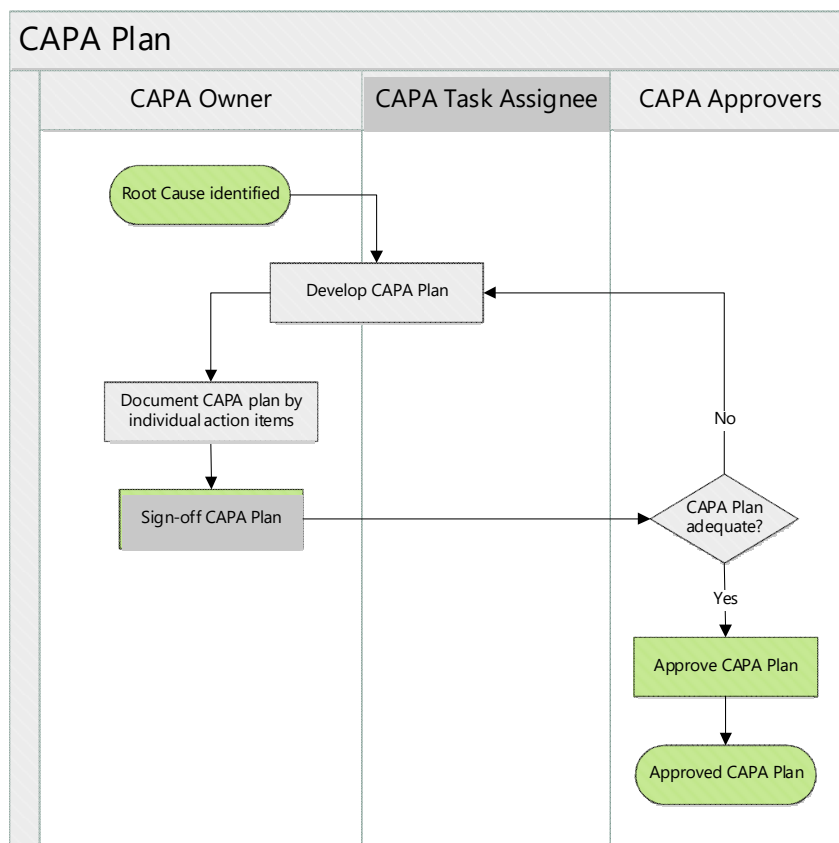 CAPA Plan
CAPA Owner
CAPA Task Assignee
CAPA Approvers
Root Cause identified
Develop CAPA Plan
Document CAPA plan by
individual action items
No
Sign-off CAPA Plan
CAPA Plan
adequate?
Yes
Approve CAPA Plan
Approved CAPA Plan